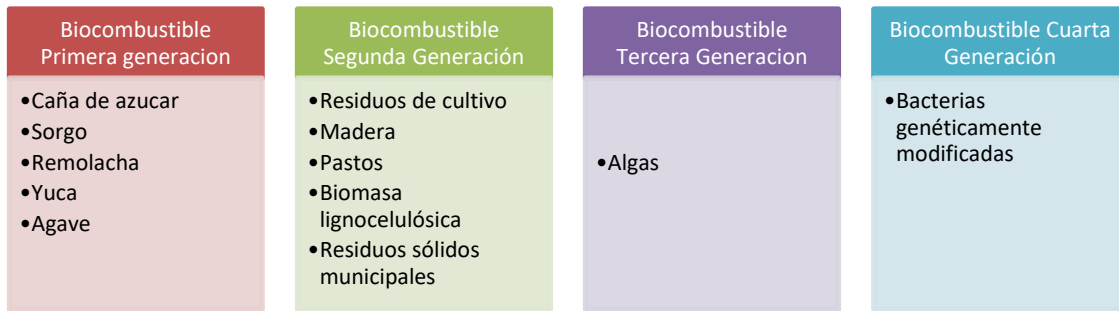 Biocombustible
Primera generacion
•Caña de azucar
•Sorgo
•Remolacha
•Yuca
•Agave
Biocombustible
Segunda Generación
•Residuos de cultivo
•Madera
•Pastos
•Biomasa
lignocelulósica
•Residuos sólidos
municipales
Biocombustible
Tercera Generacion
•Algas
Biocombustible Cuarta
Generación
•Bacterias
genéticamente
modificadas